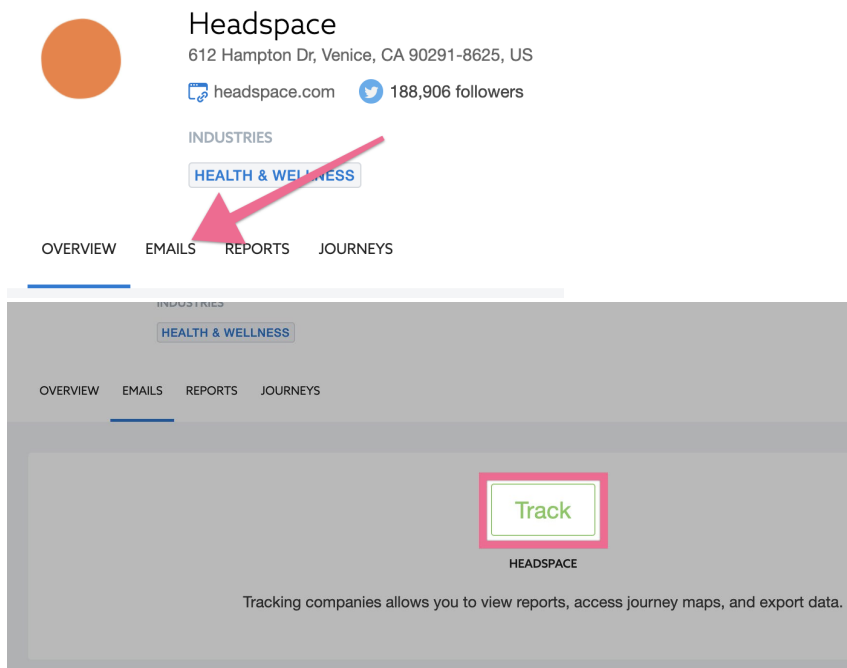 Headspace
612 Hampton Dr, Venice, CA 90291-8625, US
headspace.com 188,906 followers
INDUSTRIES
HEALTH & WELLNESS
OVERVIEW EMAILS REPORTS JOURNEYS
INDUSTRIES
HEALTH & WELLNESS
OVERVIEW EMAILS REPORTS JOURNEYS
Track
HEADSPACE
Tracking companies allows you to view reports, access journey maps, and export data.